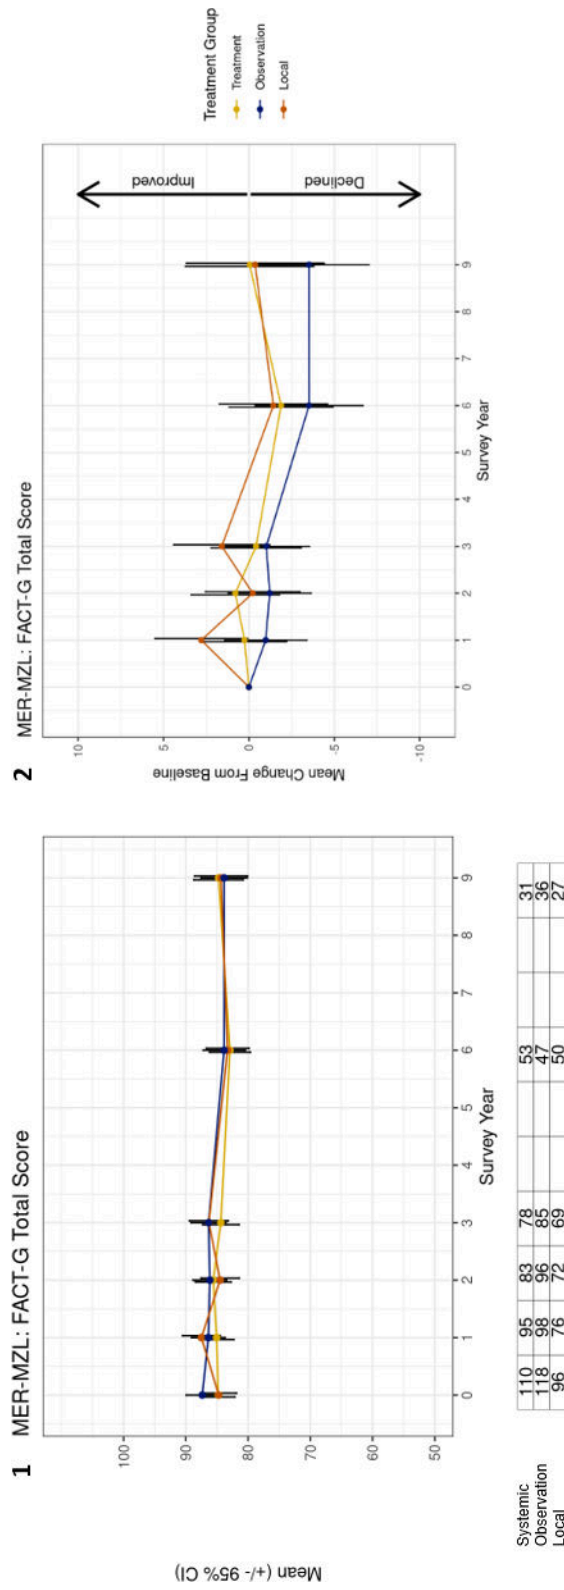 1
MER-MZL: FACT-G Total Score
Mean (+/- 95% CI)
100
90
80
70
60
50
0 1 2 3 4 5 6 7 8 9
Survey Year
Systemic 110 95 83 78 53 31
Observation 118 98 96 85 47 36
Local 96 76 72 69 50 27
2
MER-MZL: FACT-G Total Score
Mean Change From Baseline
10
5
0
-5
-10
Improved
Declined
0 1 2 3 4 5 6 7 8 9
Survey Year
Treatment Group
Treatment
Observation
Local